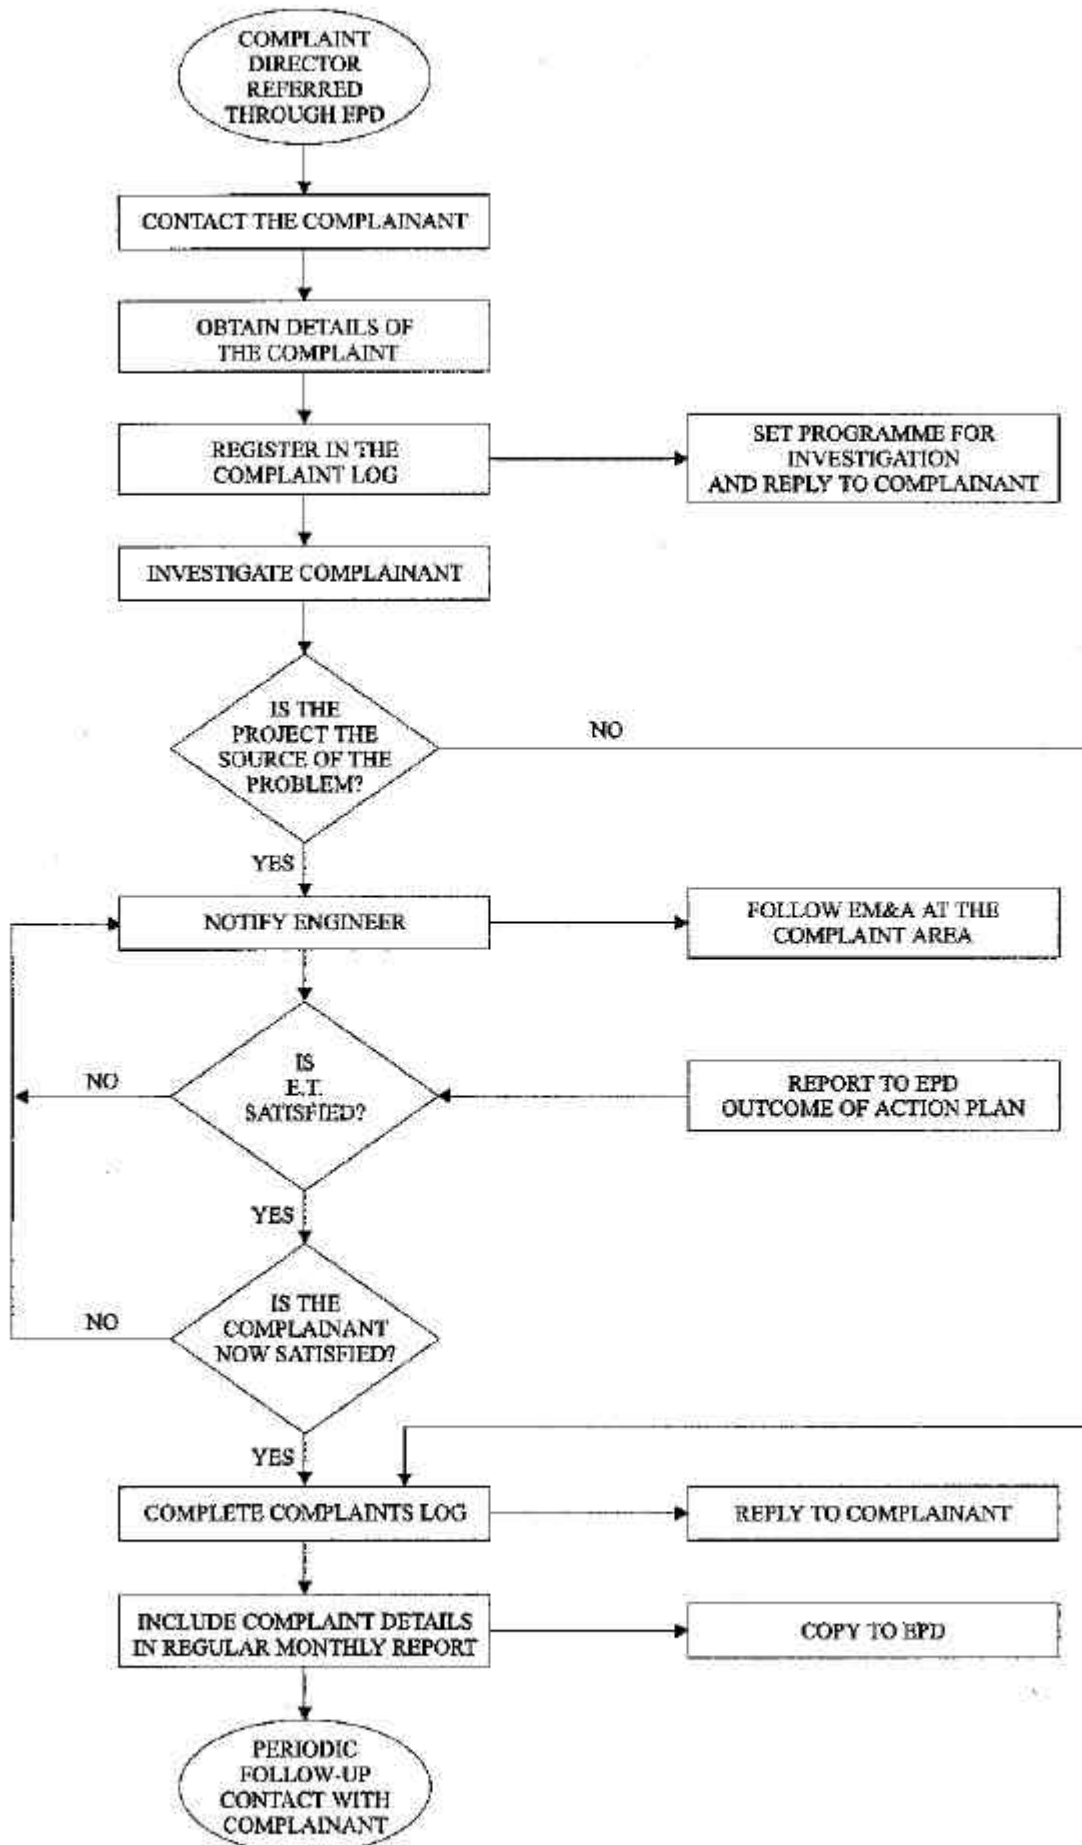 COMPLAINT
DIRECTOR
REFERRED
THROUGH EPD
CONTACT THE COMPLAINANT
OBTAIN DETAILS OF
THE COMPLAINT
REGISTER IN THE
COMPLAINT LOG
SET PROGRAMME FOR
INVESTIGATION
AND REPLY TO COMPLAINANT
INVESTIGATE COMPLAINANT
IS THE
PROJECT THE
SOURCE OF THE
PROBLEM?
NO
YES
NOTIFY ENGINEER
FOLLOW EM&A AT THE
COMPLAINT AREA
IS
E.T.
SATISFIED?
NO
REPORT TO EPD
OUTCOME OF ACTION PLAN
YES
IS THE
COMPLAINANT
NOW SATISFIED?
NO
YES
COMPLETE COMPLAINTS LOG
REPLY TO COMPLAINANT
INCLUDE COMPLAINT DETAILS
IN REGULAR MONTHLY REPORT
COPY TO EPD
PERIODIC
FOLLOW-UP
CONTACT WITH
COMPLAINANT